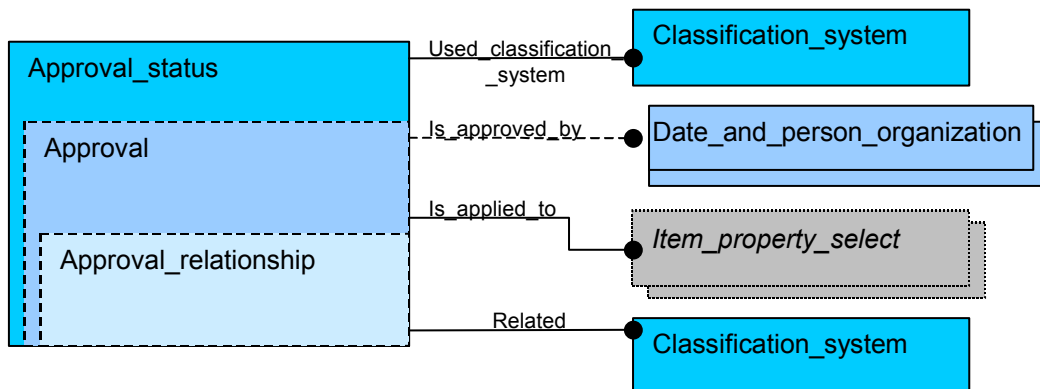 Approval_status
Approval
Approval_relationship
Used_classification_
_system
Is_approved_by
Is_applied_to
Related
Classification_system
Date_and_person_organization
Item_property_select
Classification_system